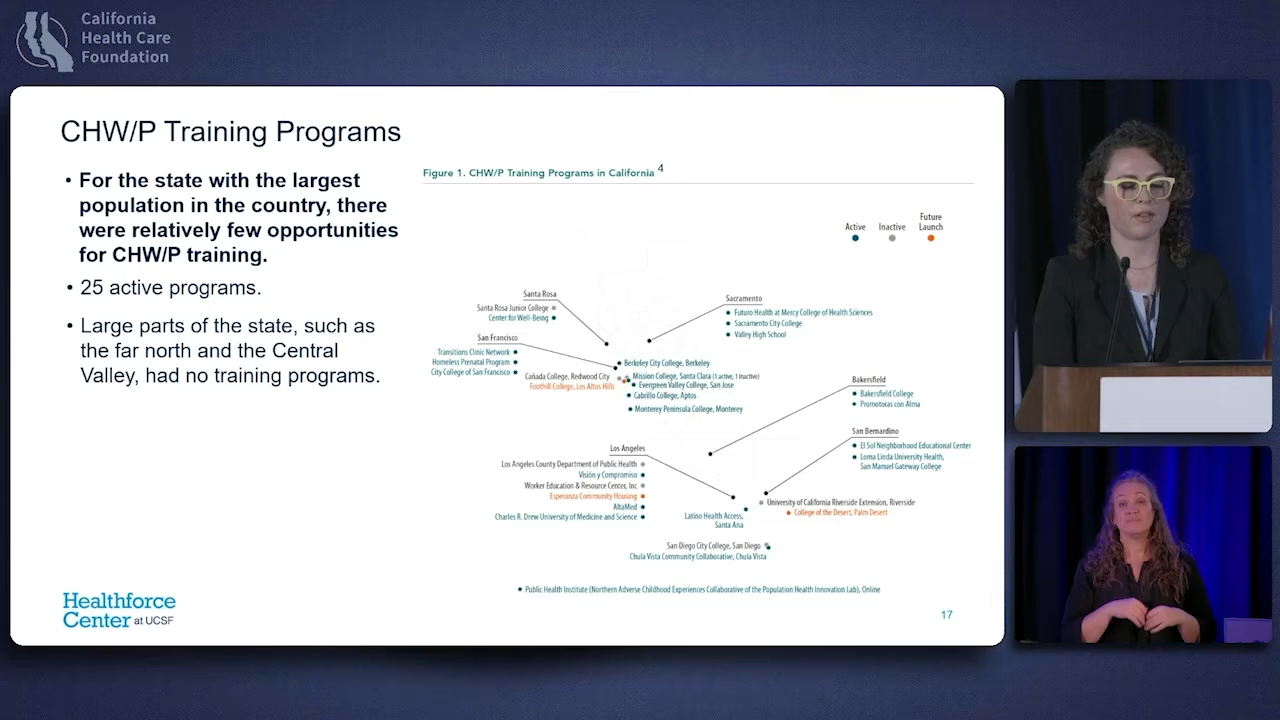 California
Health Care
Foundation
CHW/P Training Programs
• For the state with the largest
population in the country, there
were relatively few opportunities
for CHW/P training.
• 25 active programs.
• Large parts of the state, such as
the far north and the Central
Valley, had no training programs.
Figure 1. CHW/P Training Programs in California 4
Active
Inactive
Future
Launch
Santa Rosa
Santa Rosa Junior College
Center for Well-Being
San Francisco
Transitions Clinic Network
Homeless Prenatal Program
City College of San Francisco
Sacramento
Futuro Health at Mercy College of Health Sciences
Sacramento City College
Valley High School
Berkeley City College, Berkeley
Cañada College, Redwood City
Mission College, Santa Clara (1 active, 1 inactive)
Foothill College, Los Altos Hills
Evergreen Valley College, San Jose
Cabrillo College, Aptos
Monterey Peninsula College, Monterey
Bakersfield
Bakersfield College
Promotoras con Alma
San Bernardino
El Sol Neighborhood Educational Center
Loma Linda University Health,
San Manuel Gateway College
Los Angeles
Los Angeles County Department of Public Health
Visión y Compromiso
Worker Education & Resource Center, Inc
Esperanza Community Housing
AltaMed
Charles R. Drew University of Medicine and Science
University of California Riverside Extension, Riverside
College of the Desert, Palm Desert
Latino Health Access,
Santa Ana
San Diego City College, San Diego
Chula Vista Community Collaborative, Chula Vista
Public Health Institute (Northern Adverse Childhood Experiences Collaborative of the Population Health Innovation Lab), Online
Healthforce
Center at UCSF
17